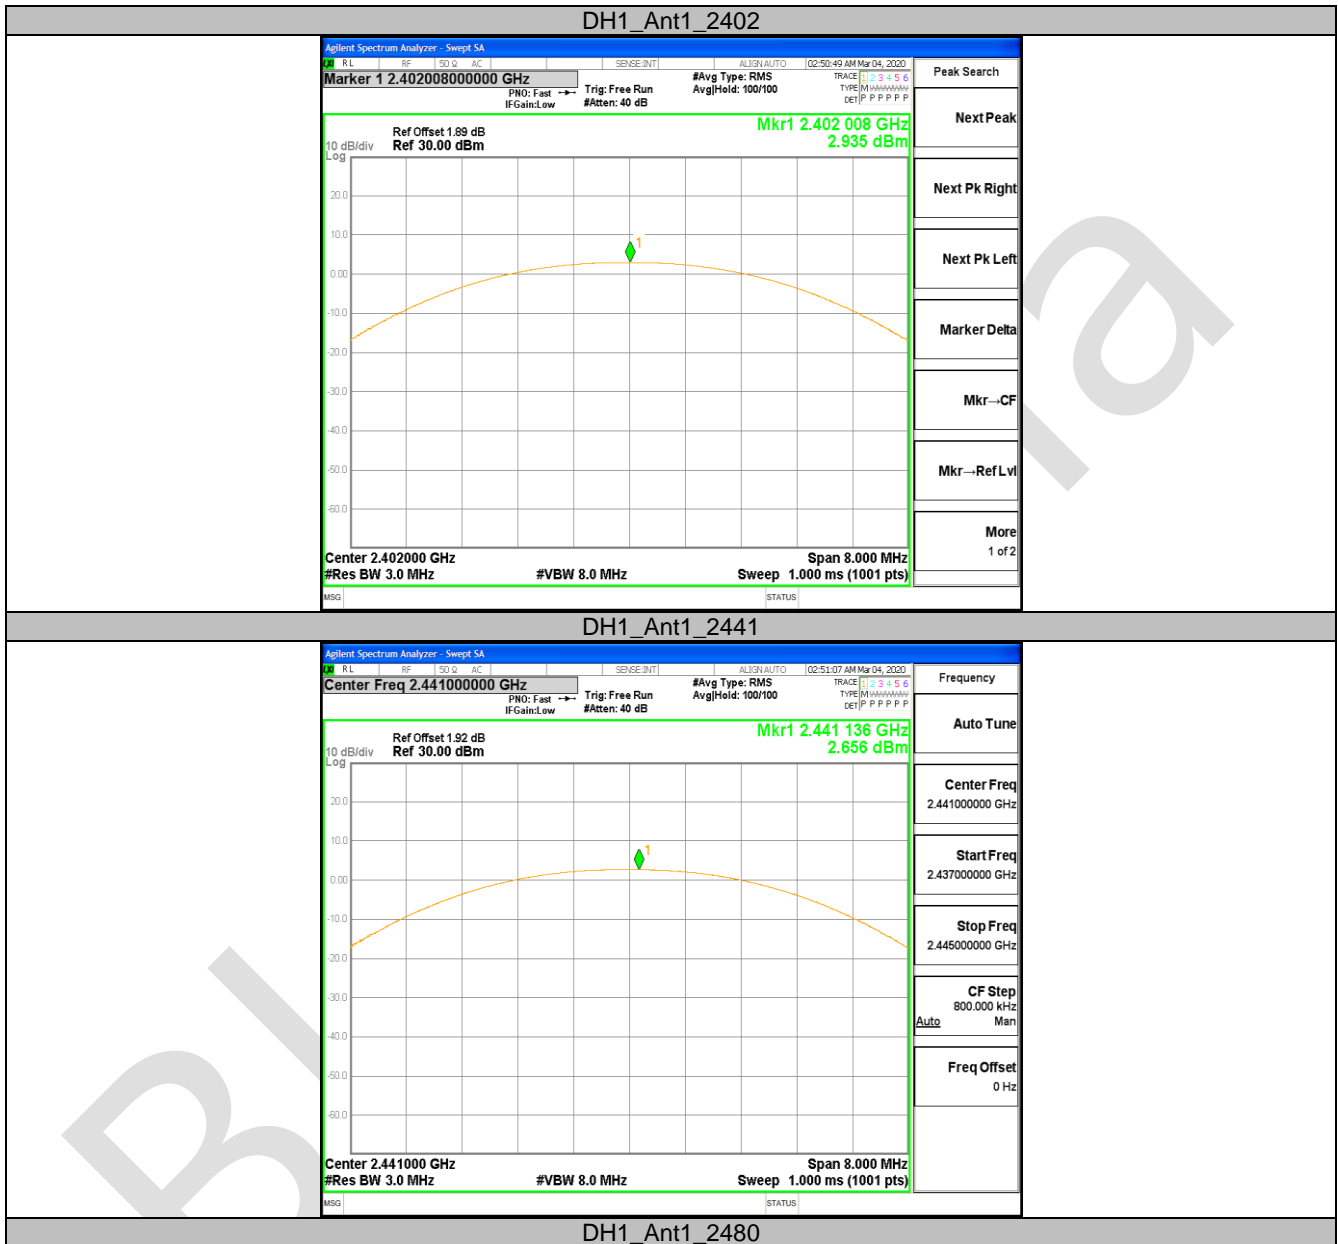 DH1_Ant1_2402
Agilent Spectrum Analyzer - Swept SA
RL RF 50 Ω AC SENSE:INT ALIGN AUTO 02:50:49 AM Mar 04, 2020
Marker 1 2.402008000000 GHz
PNO: Fast
IFGain:Low
Trig: Free Run
#Atten: 40 dB
#Avg Type: RMS
Avg|Hold: 100/100
TRACE 1 2 3 4 5 6
TYPE M
DET P P P P P P
Peak Search
Next Peak
Next Pk Right
Next Pk Left
Marker Delta
Mkr→CF
Mkr→Ref Lvl
More
1 of 2
Mkr1 2.402 008 GHz
2.935 dBm
Ref Offset 1.89 dB
10 dB/div Ref 30.00 dBm
Log
20.0
10.0
0.00
-10.0
-20.0
-30.0
-40.0
-50.0
-60.0
1
Center 2.402000 GHz Span 8.000 MHz
#Res BW 3.0 MHz #VBW 8.0 MHz Sweep 1.000 ms (1001 pts)
MSG STATUS
DH1_Ant1_2441
Agilent Spectrum Analyzer - Swept SA
RL RF 50 Ω AC SENSE:INT ALIGN AUTO 02:51:07 AM Mar 04, 2020
Center Freq 2.441000000 GHz
PNO: Fast
IFGain:Low
Trig: Free Run
#Atten: 40 dB
#Avg Type: RMS
Avg|Hold: 100/100
TRACE 1 2 3 4 5 6
TYPE M
DET P P P P P P
Frequency
Auto Tune
Center Freq
2.441000000 GHz
Start Freq
2.437000000 GHz
Stop Freq
2.445000000 GHz
CF Step
800.000 kHz
Auto Man
Freq Offset
0 Hz
Mkr1 2.441 136 GHz
2.656 dBm
Ref Offset 1.92 dB
10 dB/div Ref 30.00 dBm
Log
20.0
10.0
0.00
-10.0
-20.0
-30.0
-40.0
-50.0
-60.0
1
Center 2.441000 GHz Span 8.000 MHz
#Res BW 3.0 MHz #VBW 8.0 MHz Sweep 1.000 ms (1001 pts)
MSG STATUS
DH1_Ant1_2480